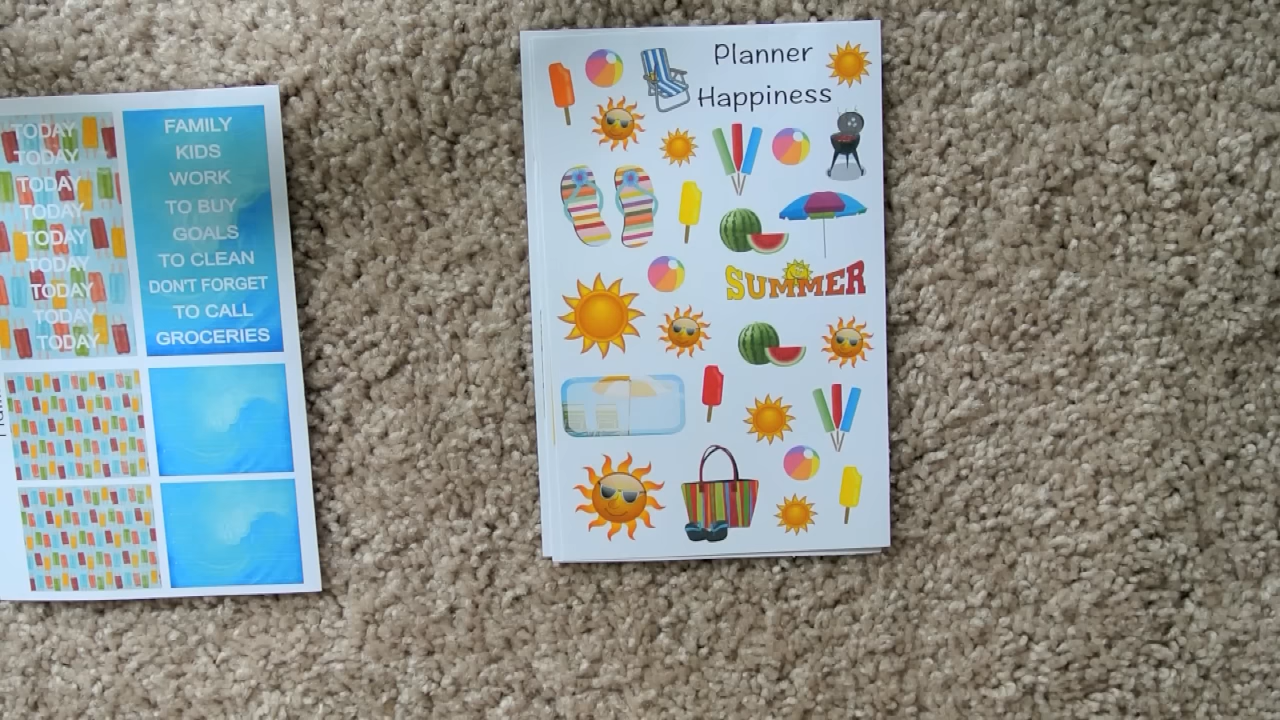 TODAY
TODAY
TODAY
TODAY
TODAY
TODAY
TODAY
TODAY
TODAY
FAMILY
KIDS
WORK
TO BUY
GOALS
TO CLEAN
DON'T FORGET
TO CALL
GROCERIES
Planner
Happiness
SUMMER